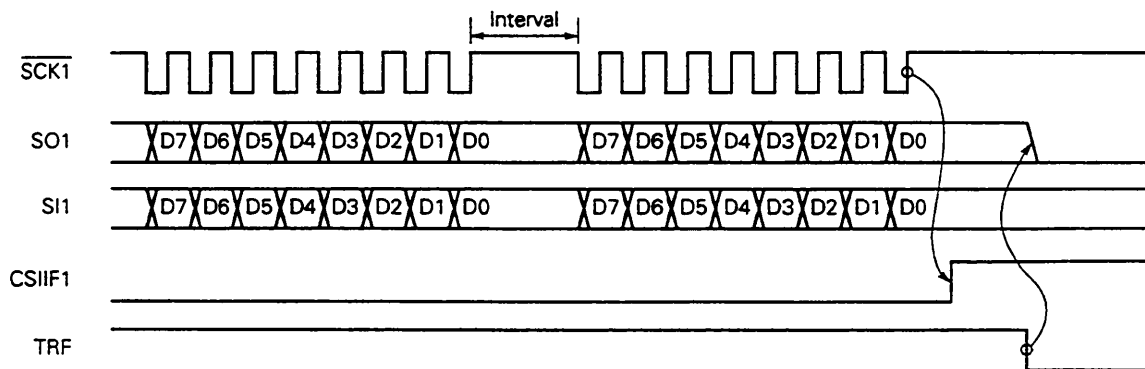 Interval
SCK1
SO1 D7 D6 D5 D4 D3 D2 D1 D0 D7 D6 D5 D4 D3 D2 D1 D0
SI1 D7 D6 D5 D4 D3 D2 D1 D0 D7 D6 D5 D4 D3 D2 D1 D0
CSIIF1
TRF